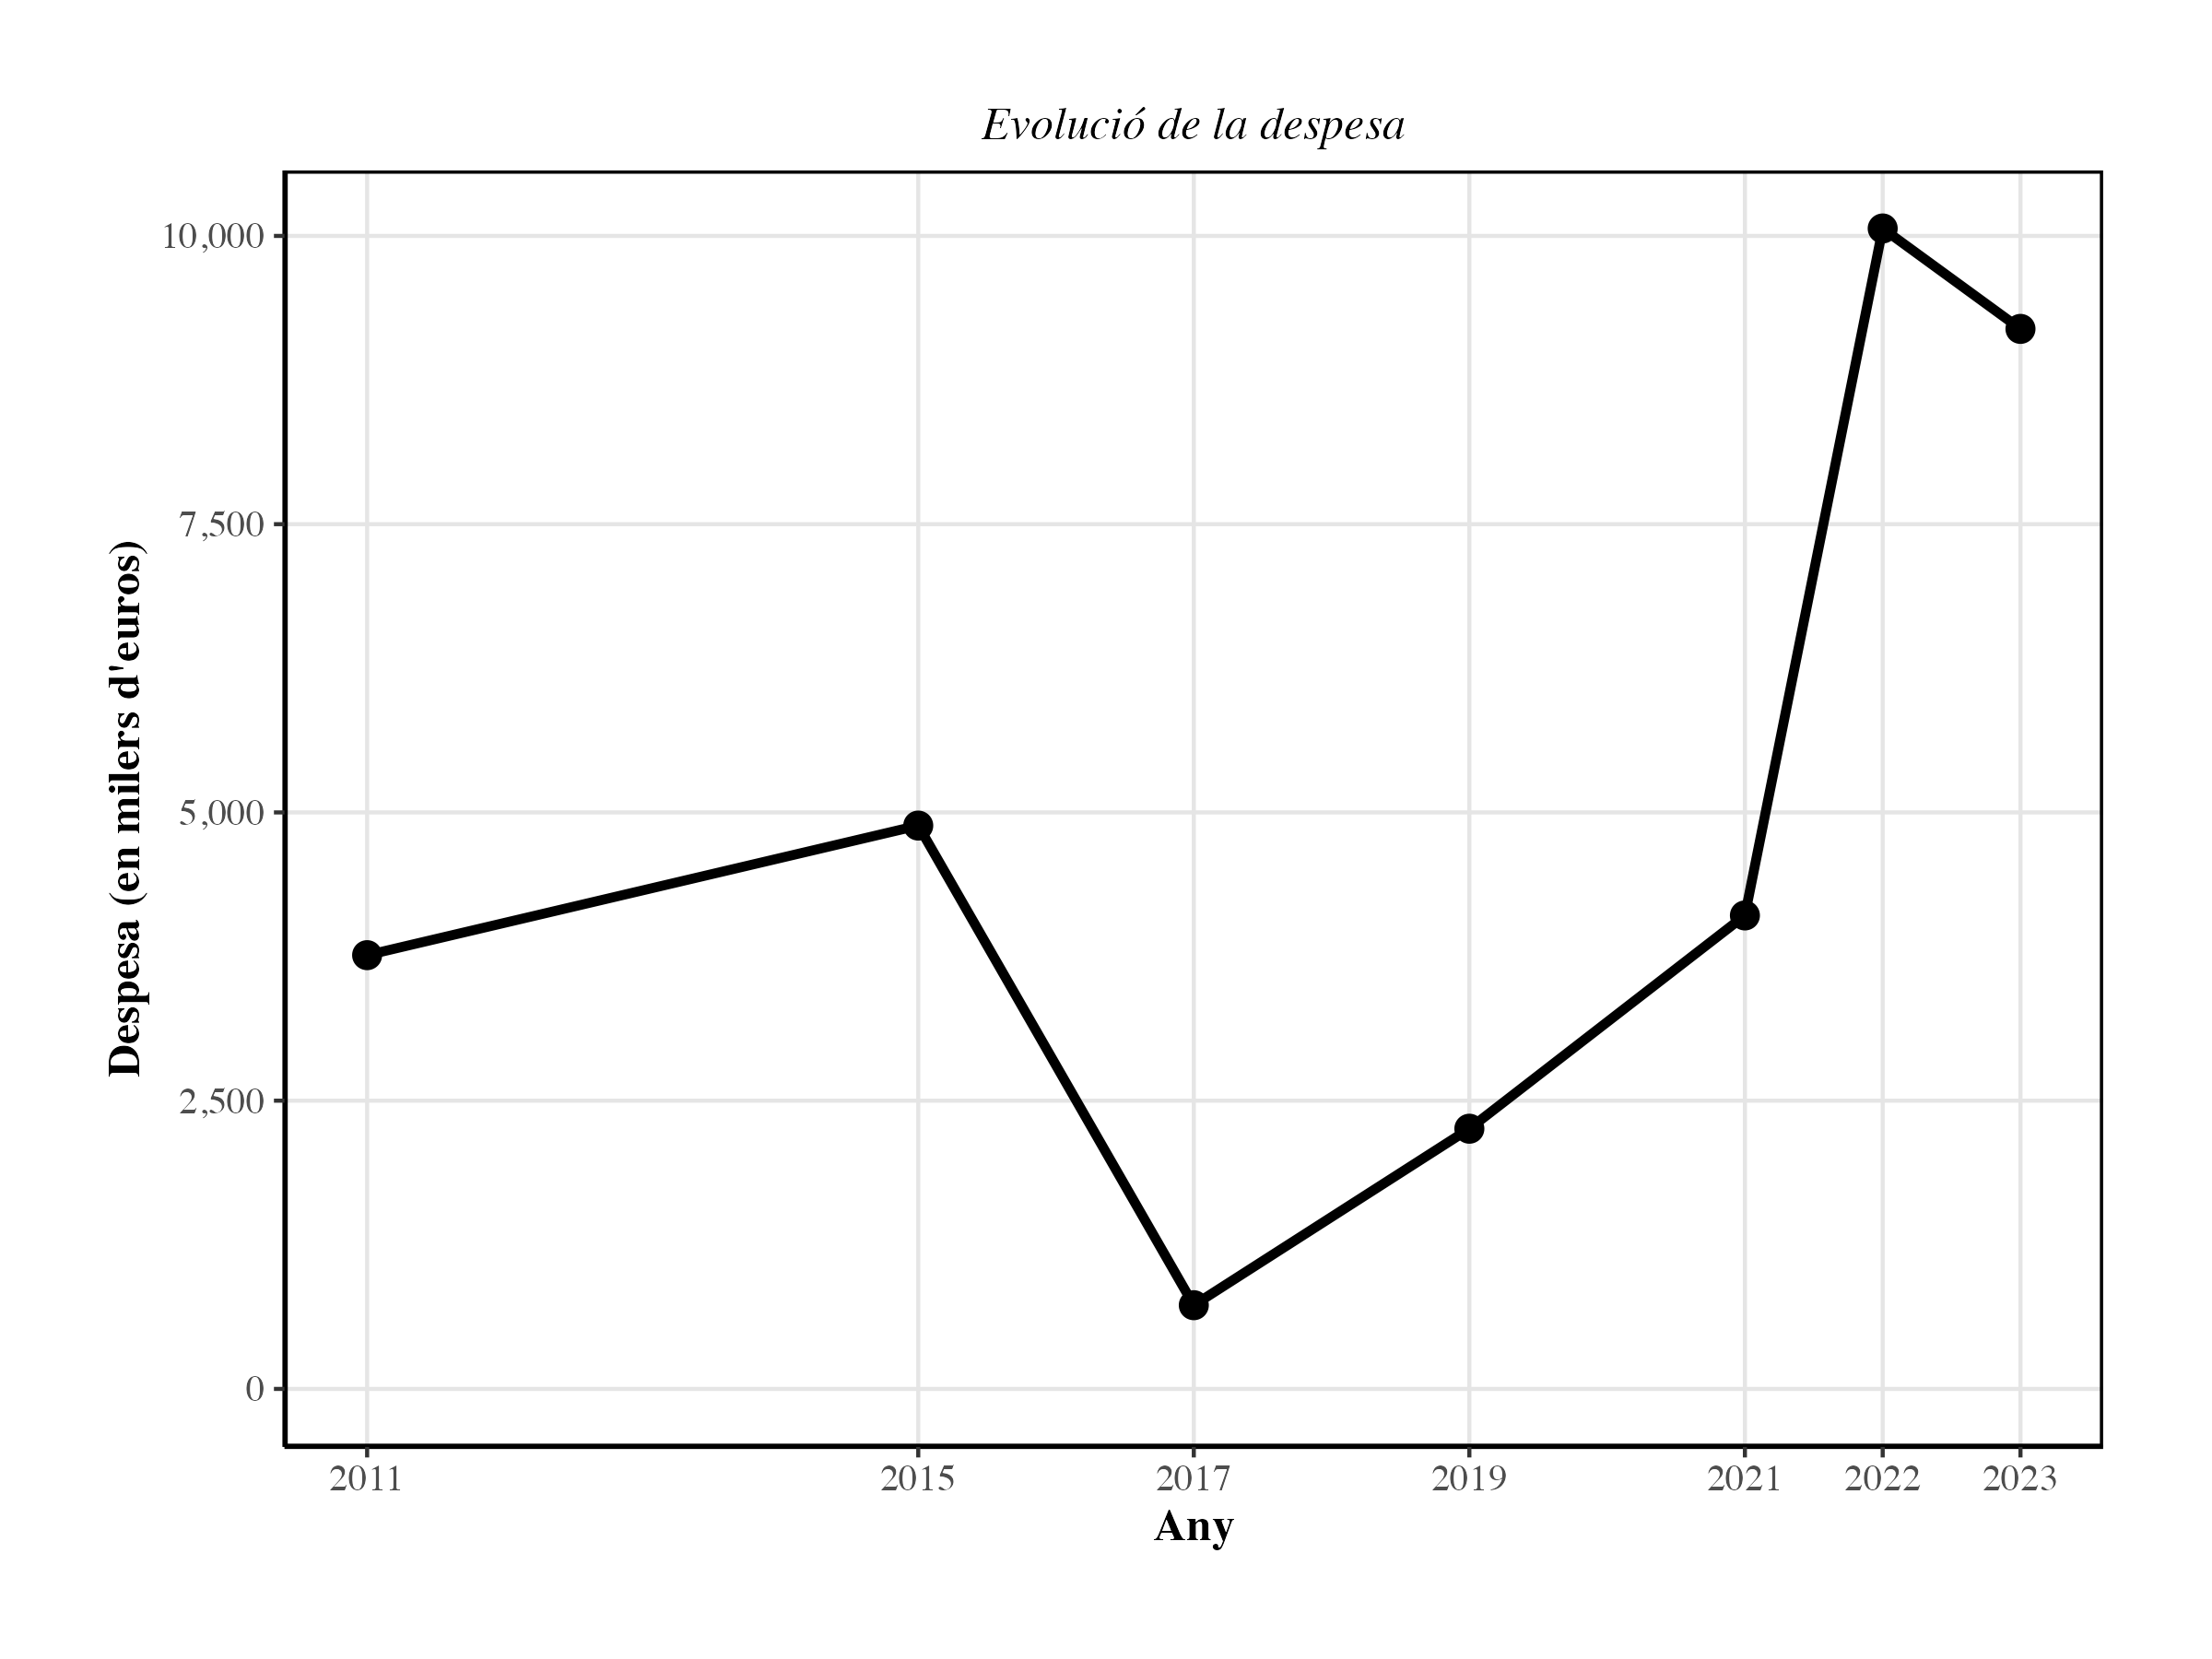 Evolució de la despesa
Despesa (en milers d'euros)
10,000
7,500
5,000
2,500
0
2011 2015 2017 2019 2021 2022 2023
Any